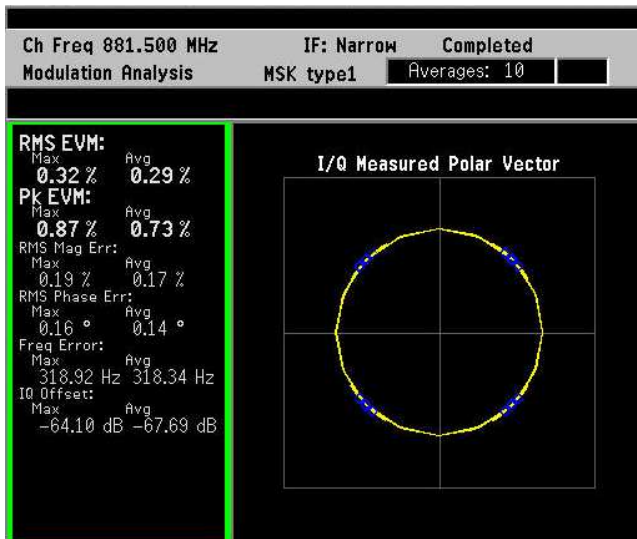 Ch Freq 881.500 MHz IF: Narrow Completed
Modulation Analysis MSK type1 Averages: 10
RMS EVM:
Max Avg
0.32 % 0.29 %
Pk EVM:
Max Avg
0.87 % 0.73 %
RMS Mag Err:
Max Avg
0.19 % 0.17 %
RMS Phase Err:
Max Avg
0.16 ° 0.14 °
Freq Error:
Max Avg
318.92 Hz 318.34 Hz
IQ Offset:
Max Avg
-64.10 dB -67.69 dB
I/Q Measured Polar Vector